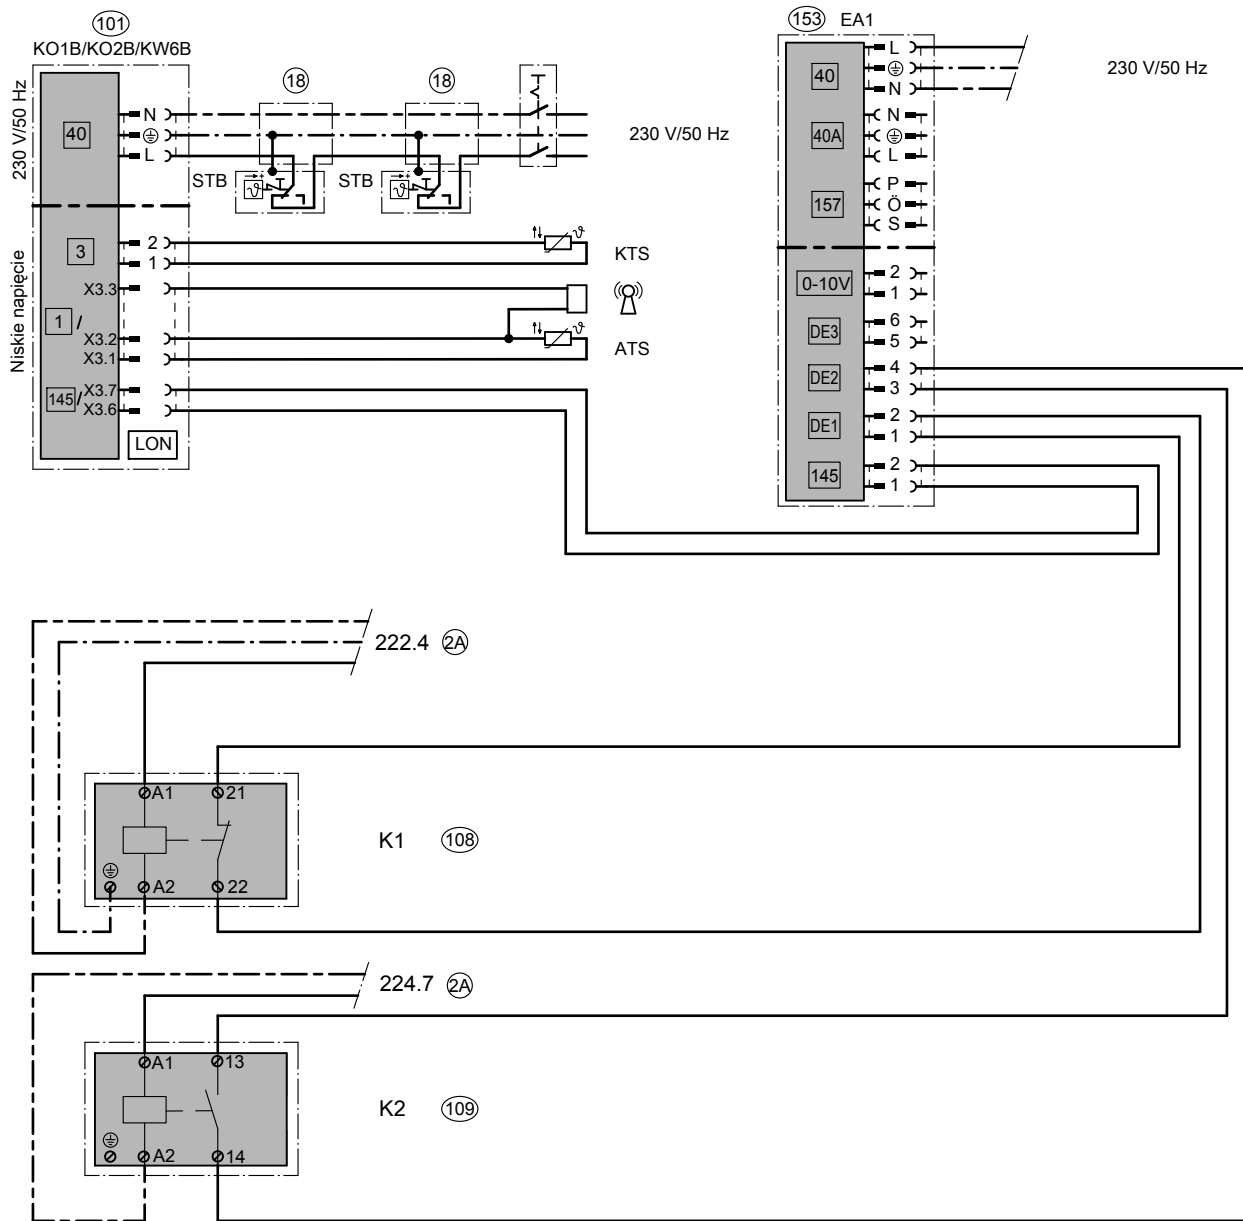 101
KO1B/KO2B/KW6B
230 V/50 Hz
40
N
L
18
18
STB
STB
230 V/50 Hz
Niskie napięcie
3
2
1
KTS
X3.3
1 /
X3.2
X3.1
ATS
145 /
X3.7
X3.6
LON
153 EA1
40
L
N
230 V/50 Hz
40A
N
L
157
P
Ö
S
0-10V
2
1
DE3
6
5
DE2
4
3
DE1
2
1
145
2
1
222.4 2A
A1
21
K1 108
A2
22
224.7 2A
A1
13
K2 109
A2
14